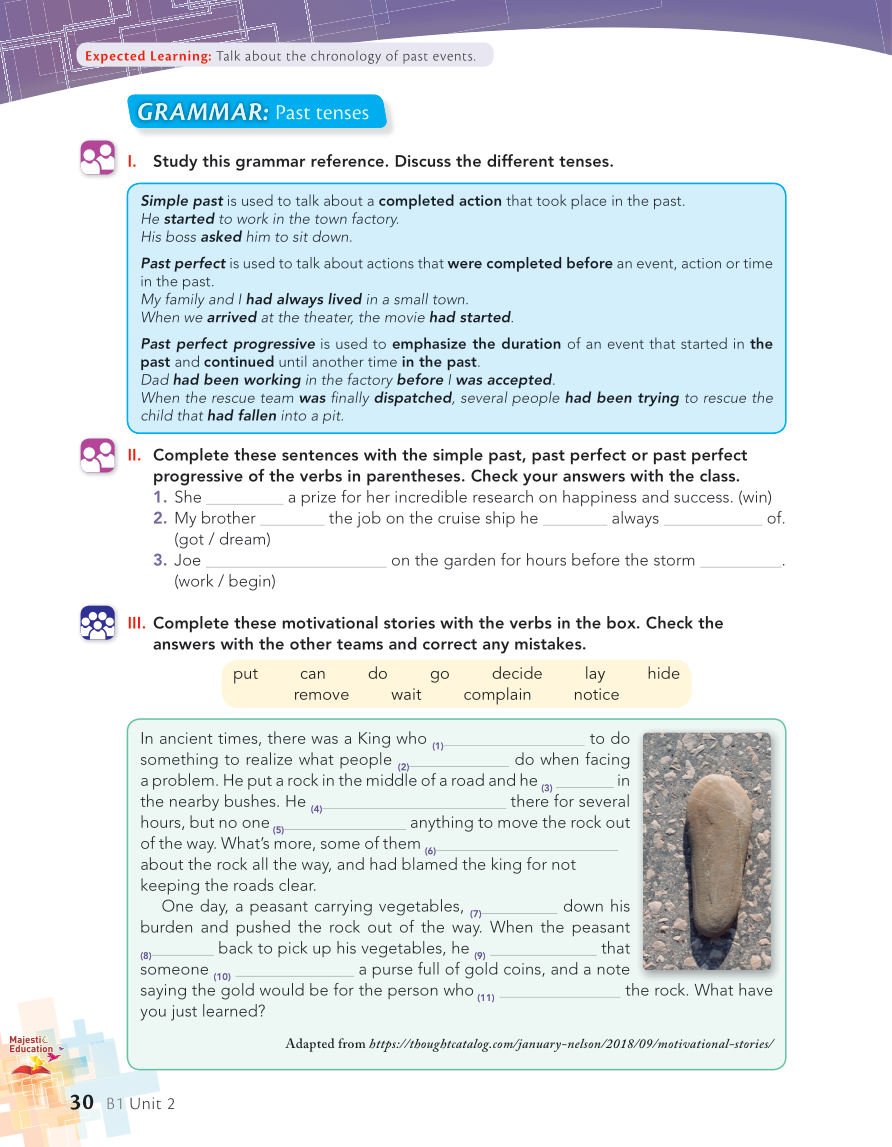 Expected Learning: Talk about the chronology of past events.
GRAMMAR: Past tenses
I. Study this grammar reference. Discuss the different tenses.
Simple past is used to talk about a completed action that took place in the past.
He started to work in the town factory.
His boss asked him to sit down.
Past perfect is used to talk about actions that were completed before an event, action or time
in the past.
My family and I had always lived in a small town.
When we arrived at the theater, the movie had started.
Past perfect progressive is used to emphasize the duration of an event that started in the
past and continued until another time in the past.
Dad had been working in the factory before I was accepted.
When the rescue team was finally dispatched, several people had been trying to rescue the
child that had fallen into a pit.
II. Complete these sentences with the simple past, past perfect or past perfect
progressive of the verbs in parentheses. Check your answers with the class.
1. She ________ a prize for her incredible research on happiness and success. (win)
2. My brother ________ the job on the cruise ship he ________ always ____________ of.
(got / dream)
3. Joe ______________________ on the garden for hours before the storm __________.
(work / begin)
III. Complete these motivational stories with the verbs in the box. Check the
answers with the other teams and correct any mistakes.
put can do go decide lay hide
remove wait complain notice
In ancient times, there was a King who (1)_________________ to do
something to realize what people (2)____________ do when facing
a problem. He put a rock in the middle of a road and he (3) _______ in
the nearby bushes. He (4)______________________ there for several
hours, but no one (5)_______________ anything to move the rock out
of the way. What's more, some of them (6)______________________
about the rock all the way, and had blamed the king for not
keeping the roads clear.
One day, a peasant carrying vegetables, (7)_________ down his
burden and pushed the rock out of the way. When the peasant
(8)_______ back to pick up his vegetables, he (9) _____________ that
someone (10) ______________ a purse full of gold coins, and a note
saying the gold would be for the person who (11) _______________ the rock. What have
you just learned?
Adapted from https://thoughtcatalog.com/january-nelson/2018/09/motivational-stories/
Majestic
Education
30 B1 Unit 2